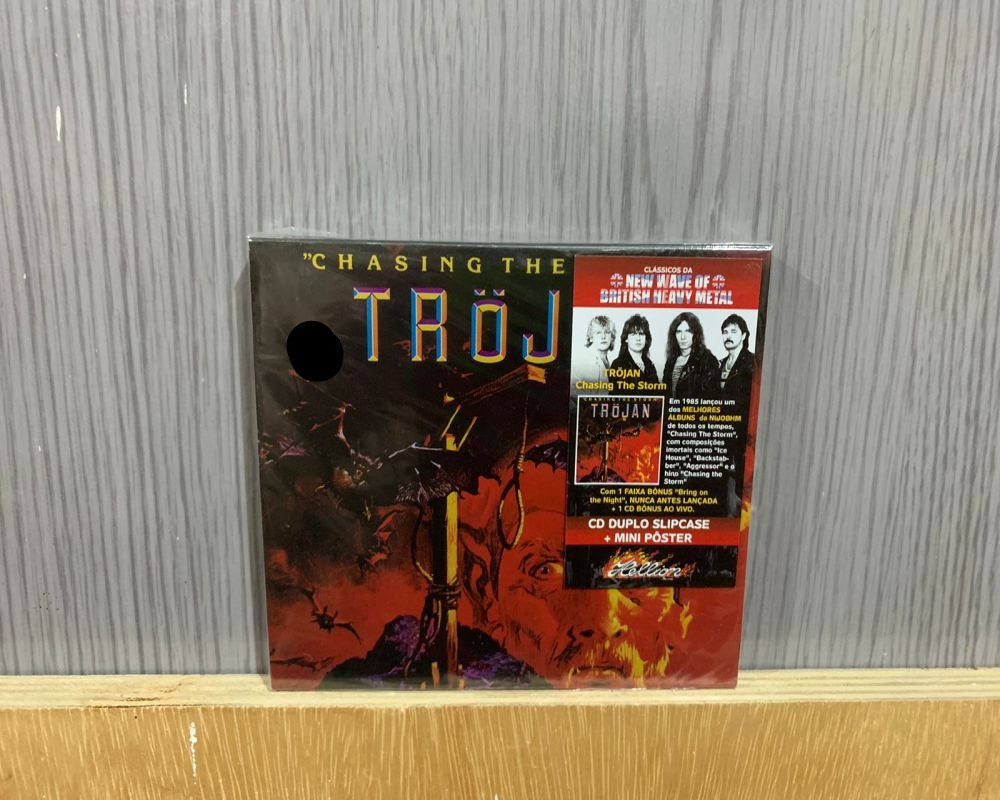 "CHASING THE
TRÖJ
CLÁSSICOS DA
NEW WAVE OF
BRITISH HEAVY METAL
TRÖJAN
Chasing The Storm
CHASING THE STORM
TRÖJAN
Em 1985 lançou um
dos MELHORES
ÁLBUNS da NWOBHM
de todos os tempos,
"Chasing The Storm",
com composições
imortais como "Ice
House", "Backstab-
ber", "Aggressor" e o
hino "Chasing the
Storm"
Com 1 FAIXA BÔNUS "Bring on
the Night", NUNCA ANTES LANÇADA
+ 1 CD BÔNUS AO VIVO.
CD DUPLO SLIPCASE
+ MINI PÔSTER
Hellion